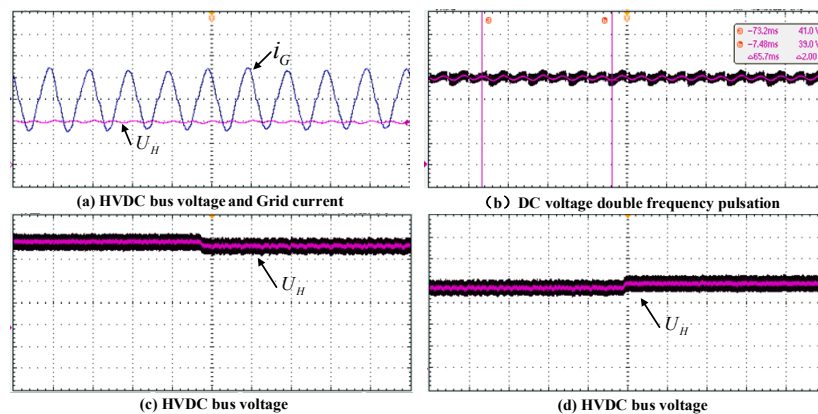 i_G
U_H
(a) HVDC bus voltage and Grid current
-73.2ms 41.0 V
-7.48ms 39.0 V
△65.7ms △2.00
（b） DC voltage double frequency pulsation
U_H
(c) HVDC bus voltage
U_H
(d) HVDC bus voltage